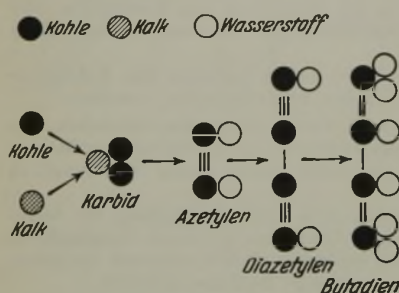 Kohle Kalk Wasserstoff
Kohle
Kalk
Karbid
Azetylen
Diazetylen
Butadien